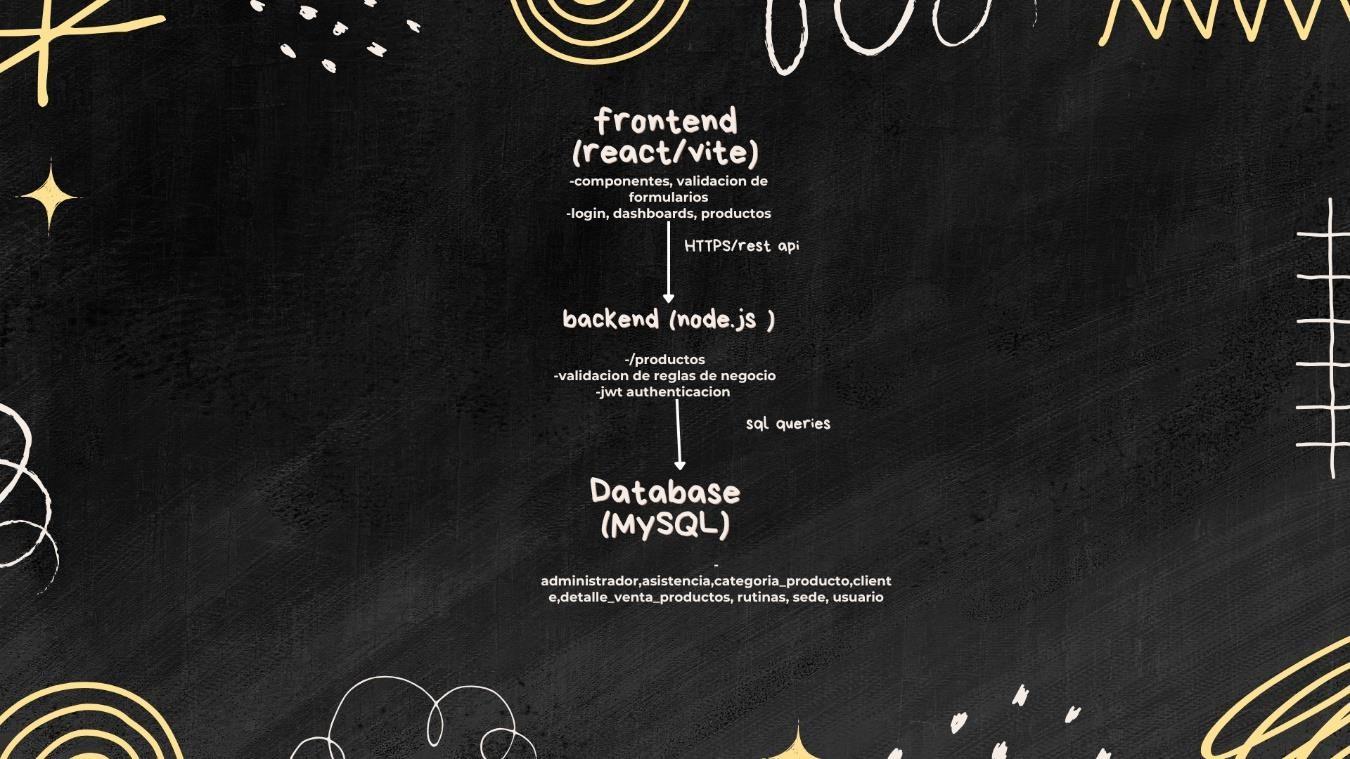 frontend
(react/vite)
-componentes, validacion de
formularios
-login, dashboards, productos
HTTPS/rest api
backend (node.js )
-/productos
-validacion de reglas de negocio
-jwt authenticacion
sql queries
Database
(MySQL)
-
administrador,asistencia,categoria_producto,client
e,detalle_venta_productos, rutinas, sede, usuario